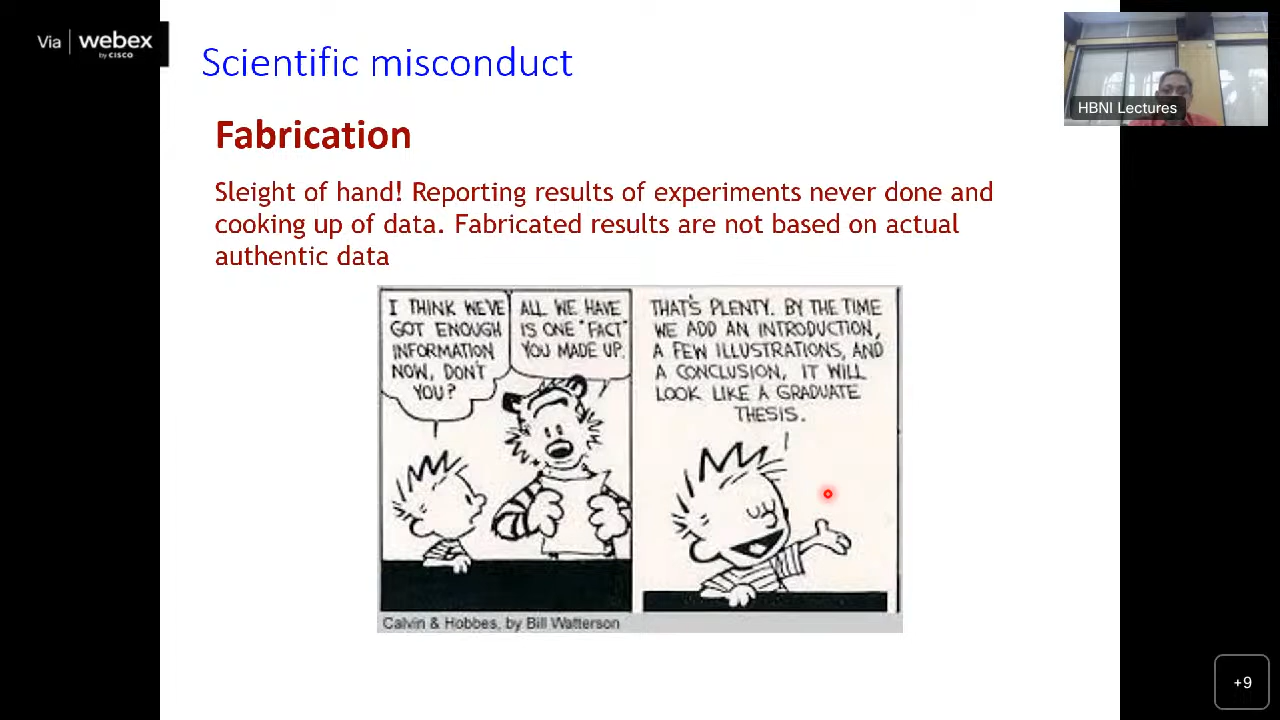 Via webex
by CISCO
Scientific misconduct
HBNI Lectures
Fabrication
Sleight of hand! Reporting results of experiments never done and
cooking up of data. Fabricated results are not based on actual
authentic data
I THINK WE'VE
GOT ENOUGH
INFORMATION
NOW, DON'T
YOU?
ALL WE HAVE
IS ONE "FACT"
YOU MADE UP.
THAT'S PLENTY. BY THE TIME
WE ADD AN INTRODUCTION,
A FEW ILLUSTRATIONS, AND
A CONCLUSION, IT WILL
LOOK LIKE A GRADUATE
THESIS.
Calvin & Hobbes, by Bill Watterson
+9